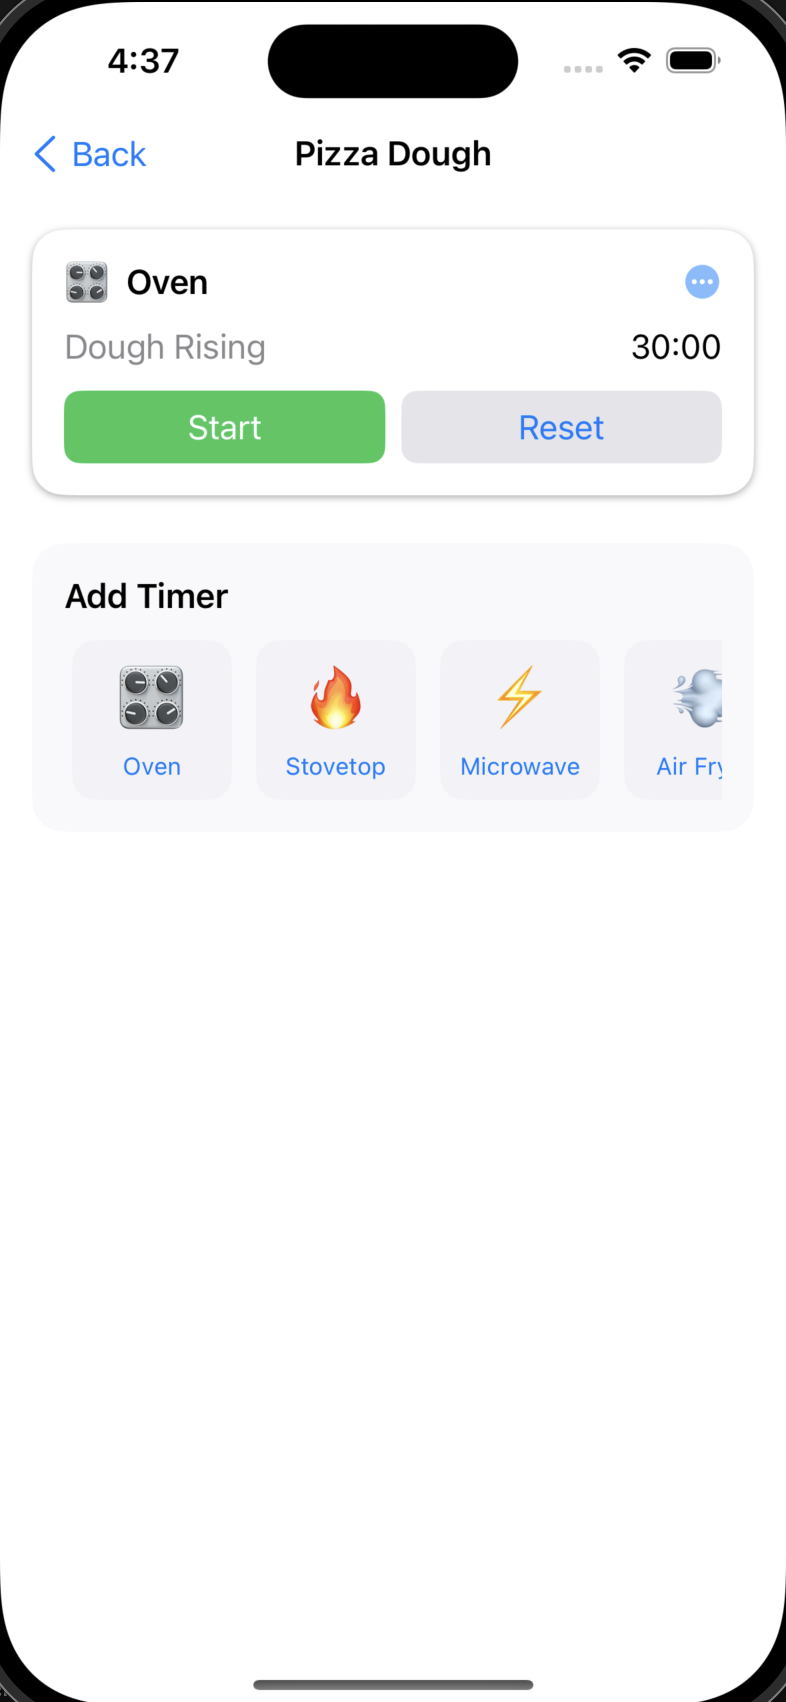 4:37
Back
Pizza Dough
Oven
Dough Rising
30:00
Start
Reset
Add Timer
Oven
Stovetop
Microwave
Air Fry